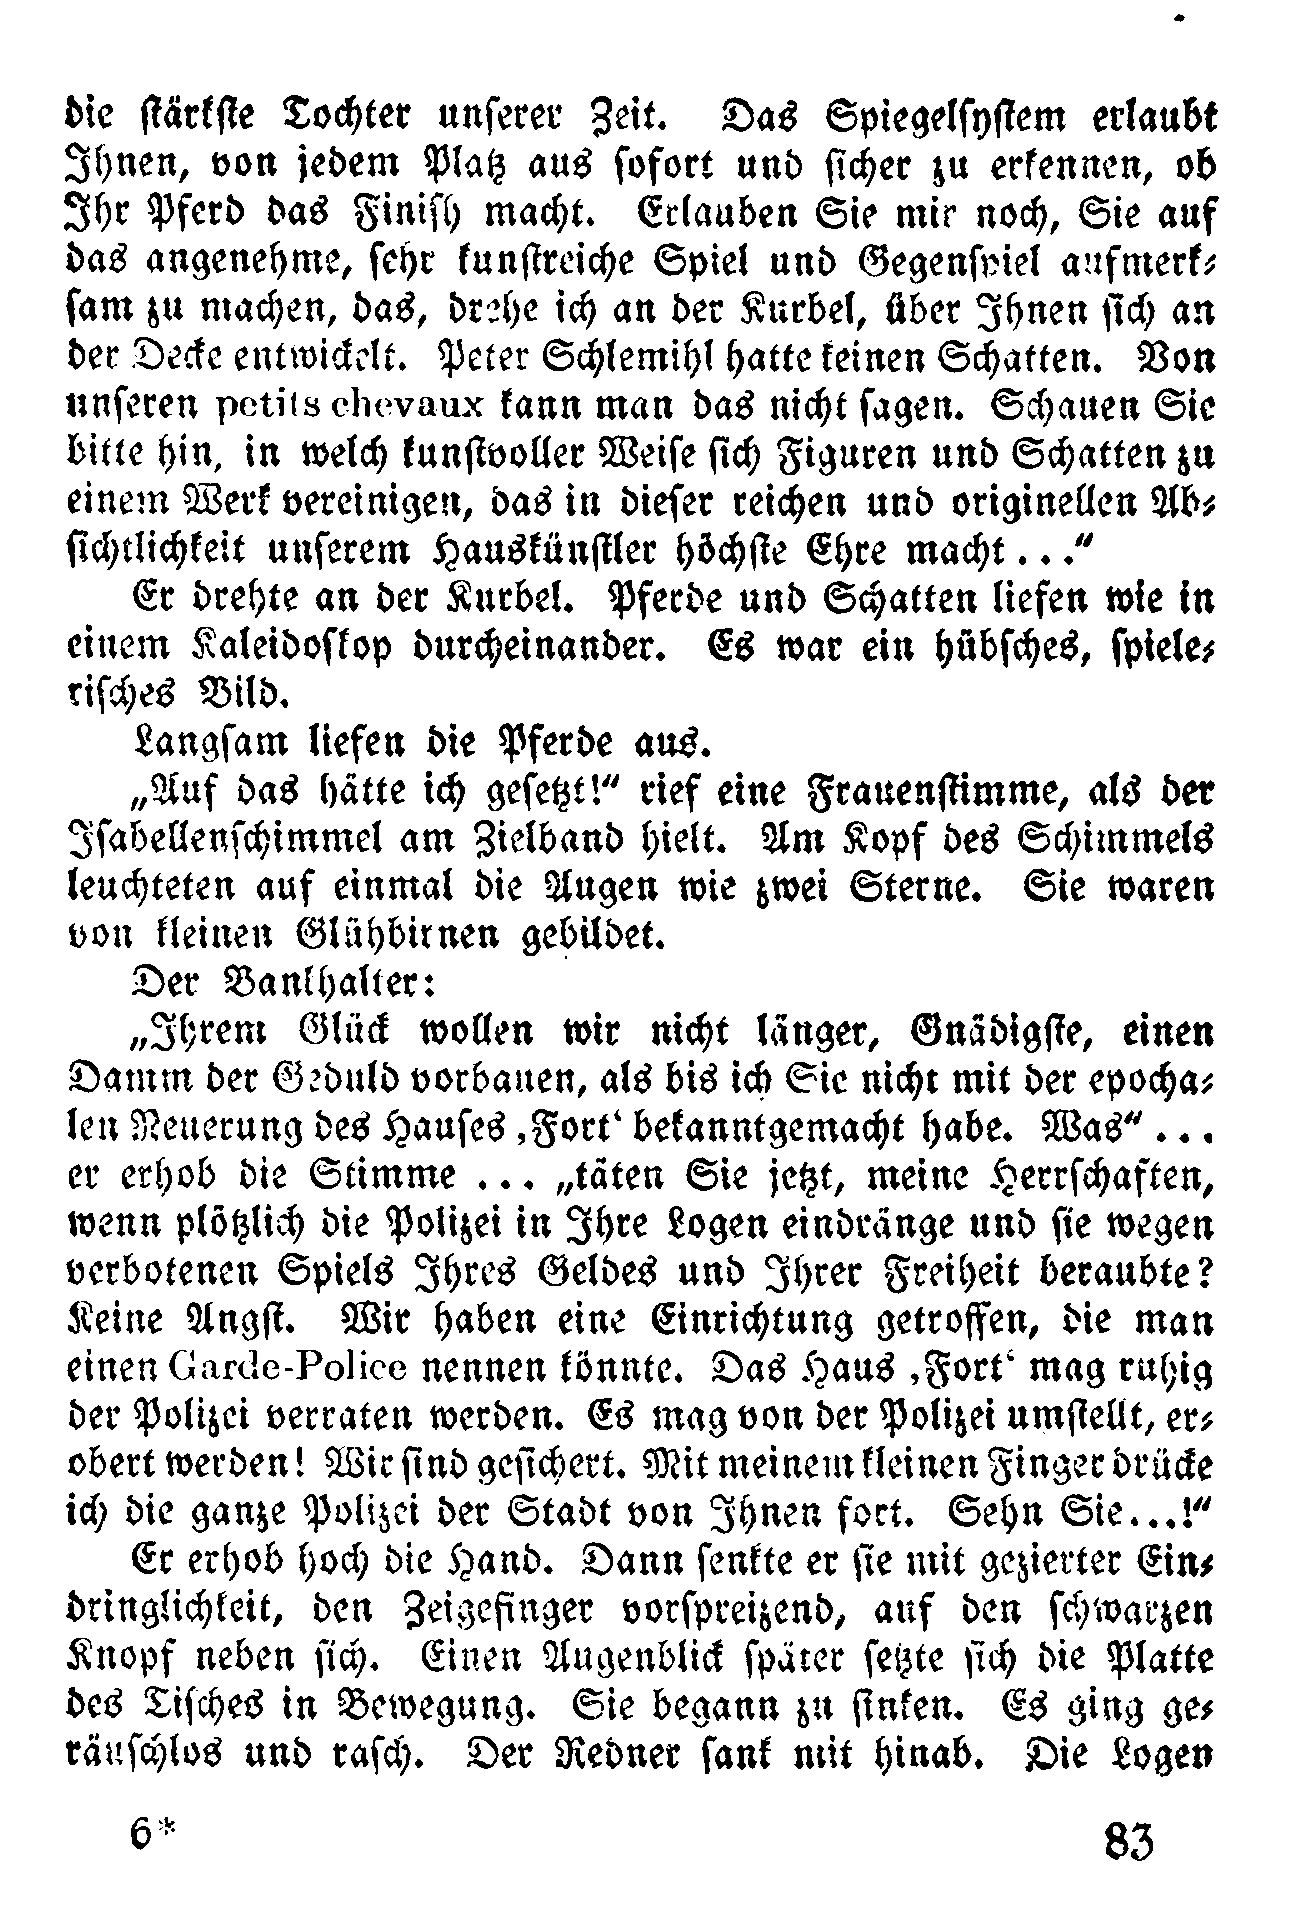 die stärkste Tochter unserer Zeit. Das Spiegelsystem erlaubt
Ihnen, von jedem Platz aus sofort und sicher zu erkennen, ob
Ihr Pferd das Finish macht. Erlauben Sie mir noch, Sie auf
das angenehme, sehr kunstreiche Spiel und Gegenspiel aufmerk-
sam zu machen, das, drehe ich an der Kurbel, über Ihnen sich an
der Decke entwickelt. Peter Schlemihl hatte keinen Schatten. Von
unseren petits chevaux kann man das nicht sagen. Schauen Sie
bitte hin, in welch kunstvoller Weise sich Figuren und Schatten zu
einem Werk vereinigen, das in dieser reichen und originellen Ab-
sichtlichkeit unserem Hauskünstler höchste Ehre macht..."
Er drehte an der Kurbel. Pferde und Schatten liefen wie in
einem Kaleidoskop durcheinander. Es war ein hübsches, spiele-
risches Bild.
Langsam liefen die Pferde aus.
„Auf das hätte ich gesetzt!" rief eine Frauenstimme, als der
Isabellenschimmel am Zielband hielt. Am Kopf des Schimmels
leuchteten auf einmal die Augen wie zwei Sterne. Sie waren
von kleinen Glühbirnen gebildet.
Der Bankhalter:
„Ihrem Glück wollen wir nicht länger, Gnädigste, einen
Damm der Geduld vorbauen, als bis ich Sie nicht mit der epocha-
len Neuerung des Hauses ‚Fort‘ bekanntgemacht habe. Was" ...
er erhob die Stimme ... „täten Sie jetzt, meine Herrschaften,
wenn plötzlich die Polizei in Ihre Logen eindränge und sie wegen
verbotenen Spiels Ihres Geldes und Ihrer Freiheit beraubte?
Keine Angst. Wir haben eine Einrichtung getroffen, die man
einen Garde-Police nennen könnte. Das Haus ‚Fort‘ mag ruhig
der Polizei verraten werden. Es mag von der Polizei umstellt, er-
obert werden! Wir sind gesichert. Mit meinem kleinen Finger drücke
ich die ganze Polizei der Stadt von Ihnen fort. Sehn Sie...!"
Er erhob hoch die Hand. Dann senkte er sie mit gezierter Ein-
dringlichkeit, den Zeigefinger vorspreizend, auf den schwarzen
Knopf neben sich. Einen Augenblick später setzte sich die Platte
des Tisches in Bewegung. Sie begann zu sinken. Es ging ge-
räuschlos und rasch. Der Redner sank mit hinab. Die Logen
6*
83